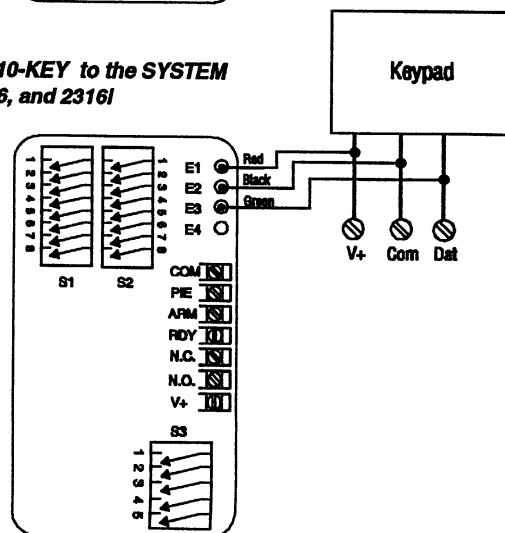 10-KEY to the SYSTEM
6, and 2316I
Keypad
V+ Com Dat
1 2 3 4 5 6 7 8
S1
1 2 3 4 5 6 7 8
S2
E1 Red
E2 Black
E3 Green
E4
COM
PIE
ARM
RDY
N.C.
N.O.
V+
S3
1 2 3 4 5